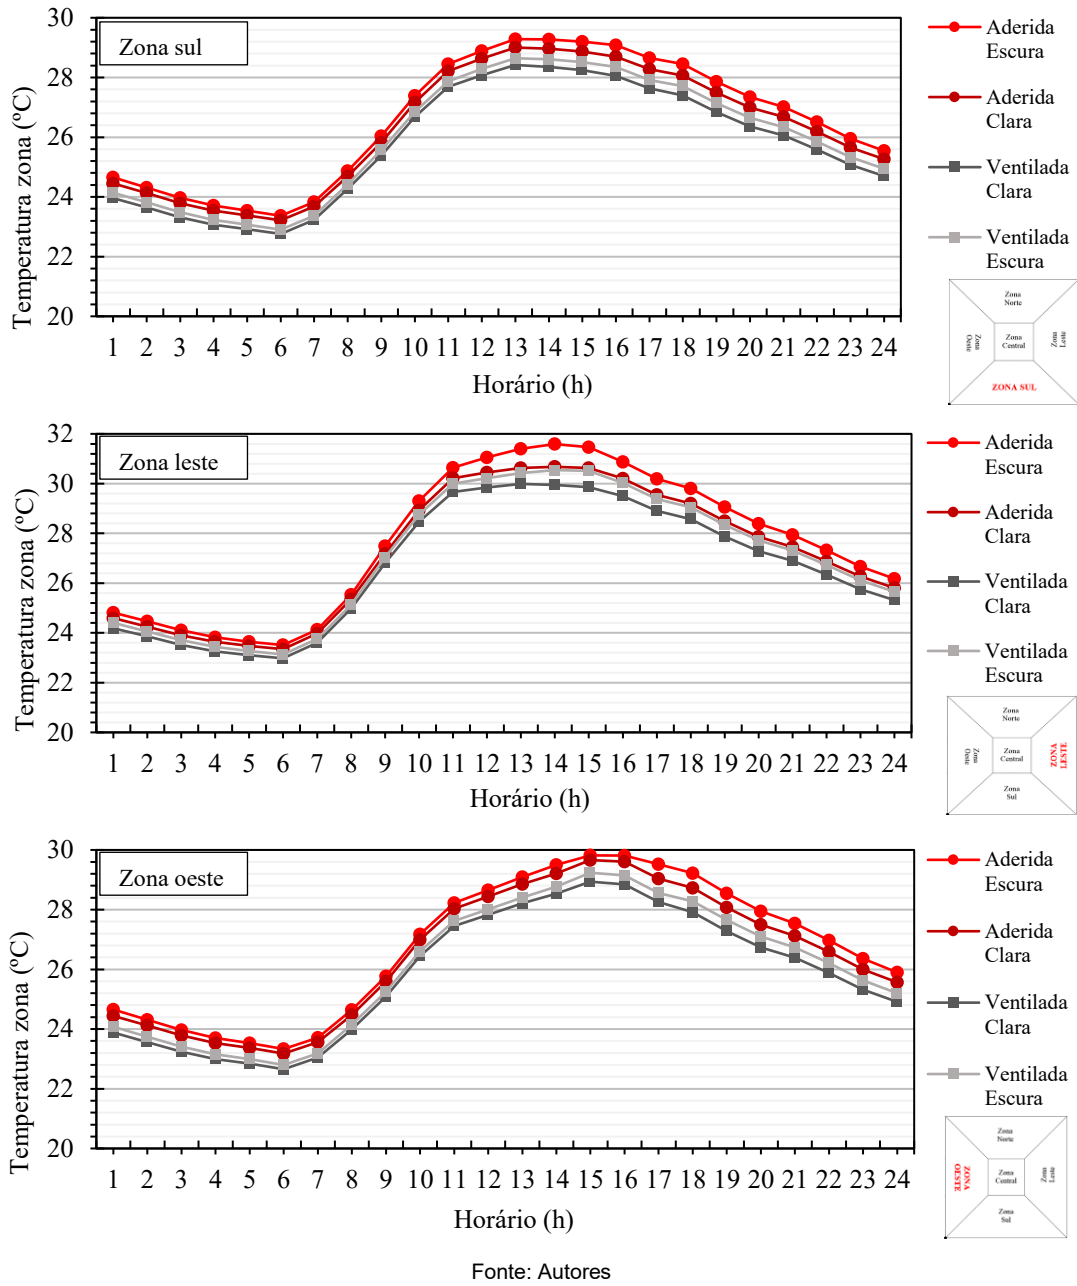 Zona sul
Temperatura zona (ºC)
30
28
26
24
22
20
1 2 3 4 5 6 7 8 9 10 11 12 13 14 15 16 17 18 19 20 21 22 23 24
Horário (h)
Aderida
Escura
Aderida
Clara
Ventilada
Clara
Ventilada
Escura
Zona
Norte
Zona
Oeste
Zona
Central
Zona
Leste
ZONA SUL
Zona leste
Temperatura zona (ºC)
32
30
28
26
24
22
20
1 2 3 4 5 6 7 8 9 10 11 12 13 14 15 16 17 18 19 20 21 22 23 24
Horário (h)
Aderida
Escura
Aderida
Clara
Ventilada
Clara
Ventilada
Escura
Zona
Norte
Zona
Oeste
Zona
Central
ZONA
LESTE
Zona
Sul
Zona oeste
Temperatura zona (ºC)
30
28
26
24
22
20
1 2 3 4 5 6 7 8 9 10 11 12 13 14 15 16 17 18 19 20 21 22 23 24
Horário (h)
Aderida
Escura
Aderida
Clara
Ventilada
Clara
Ventilada
Escura
Zona
Norte
ZONA
OESTE
Zona
Central
Zona
Leste
Zona
Sul
Fonte: Autores